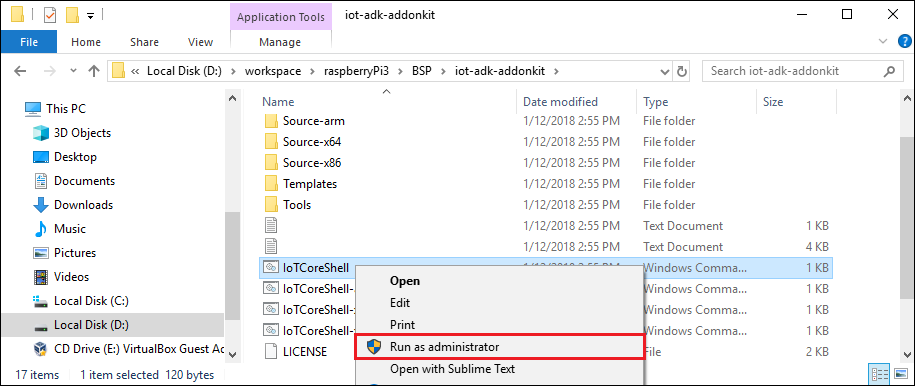 Application Tools iot-adk-addonkit
File Home Share View Manage
Local Disk (D:) workspace raspberryPi3 BSP iot-adk-addonkit Search iot-adk-addonkit
This PC
3D Objects
Desktop
Documents
Downloads
Music
Pictures
Videos
Local Disk (C:)
Local Disk (D:)
CD Drive (E:) VirtualBox Guest Ac
Name Date modified Type Size
Source-arm 1/12/2018 2:55 PM File folder
Source-x64 1/12/2018 2:55 PM File folder
Source-x86 1/12/2018 2:55 PM File folder
Templates 1/12/2018 2:55 PM File folder
Tools 1/12/2018 2:55 PM File folder
1/12/2018 2:55 PM Text Document 1 KB
1/12/2018 2:55 PM Text Document 4 KB
IoTCoreShell 1/12/2018 2:55 PM Windows Comma... 1 KB
IoTCoreShell- Windows Comma... 1 KB
IoTCoreShell- Windows Comma... 1 KB
IoTCoreShell- Windows Comma... 1 KB
LICENSE File 2 KB
Open
Edit
Print
Run as administrator
Open with Sublime Text
17 items 1 item selected 120 bytes